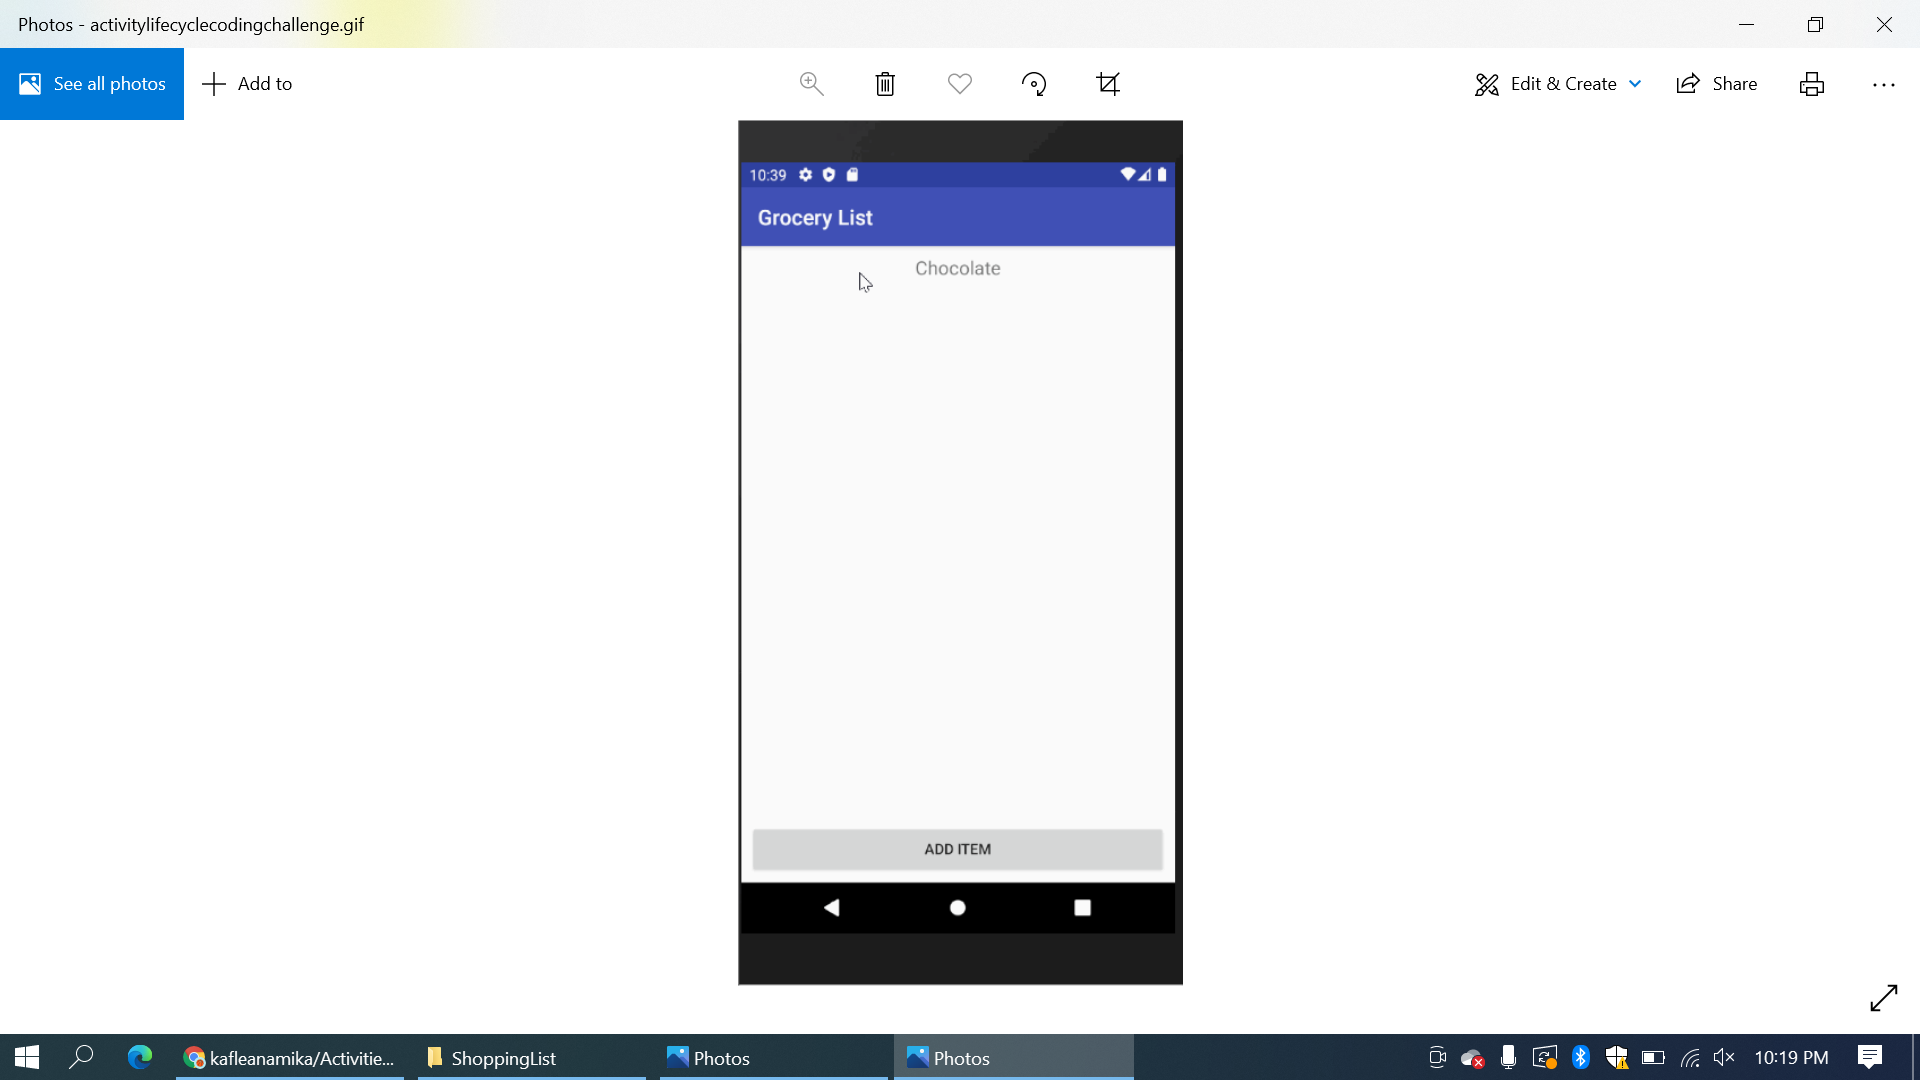 Photos - activitylifecyclecodingchallenge.gif
See all photos
Add to
Edit & Create
Share
10:39
Grocery List
Chocolate
ADD ITEM
kafleanamika/Activitie...
ShoppingList
Photos
Photos
10:19 PM